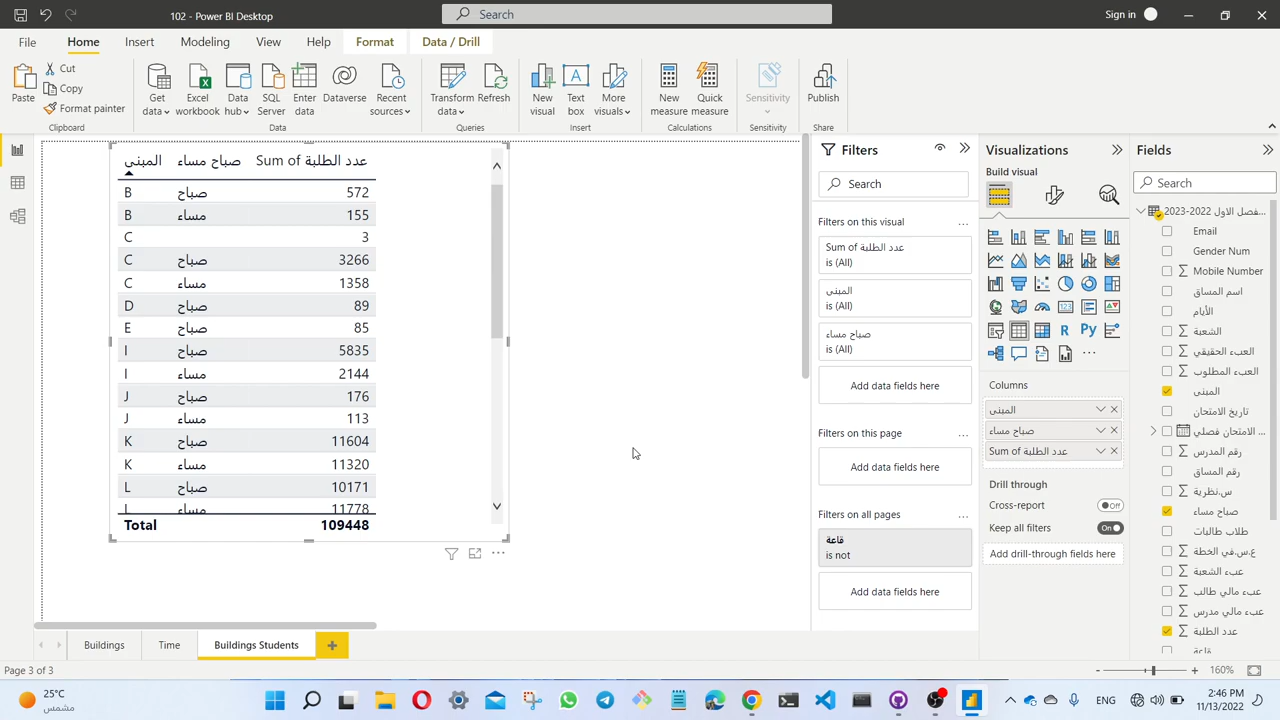 102 - Power BI Desktop
Search
Sign in
File
Home
Insert
Modeling
View
Help
Format
Data / Drill
Paste
Cut
Copy
Format painter
Clipboard
Get data
Excel workbook
Data hub
SQL Server
Enter data
Dataverse
Recent sources
Data
Transform data
Refresh
Queries
New visual
Text box
More visuals
Insert
New measure
Quick measure
Calculations
Sensitivity
Sensitivity
Publish
Share
المبنى صباح مساء Sum of عدد الطلبة
B صباح 572
B مساء 155
C 3
C صباح 3266
C مساء 1358
D صباح 89
E صباح 85
I صباح 5835
I مساء 2144
J صباح 176
J مساء 113
K صباح 11604
K مساء 11320
L صباح 10171
L مساء 11778
Total 109448
Filters
Search
Filters on this visual ...
Sum of عدد الطلبة
is (All)
المبنى
is (All)
صباح مساء
is (All)
Add data fields here
Filters on this page ...
Add data fields here
Filters on all pages ...
قاعة
is not
Add data fields here
Visualizations
Build visual
R
Py
Columns
المبنى
صباح مساء
Sum of عدد الطلبة
Drill through
Cross-report Off
Keep all filters On
Add drill-through fields here
Fields
Search
فصل الاول 2022-2023...
Email
Gender Num
Mobile Number
اسم المساق
الأيام
الشعبة
العبء الحقيقي
العبء المطلوب
المبنى
تاريخ الامتحان
الامتحان فصلي...
رقم المدرس
رقم المساق
س.نظرية
صباح مساء
طلاب طالبات
ع.س.في الخطة
عبء الشعبة
عبء مالي طالب
عبء مالي مدرس
عدد الطلبة
قاعة
Buildings
Time
Buildings Students
Page 3 of 3
160%
25°C
مشمس
ENG
2:46 PM
11/13/2022